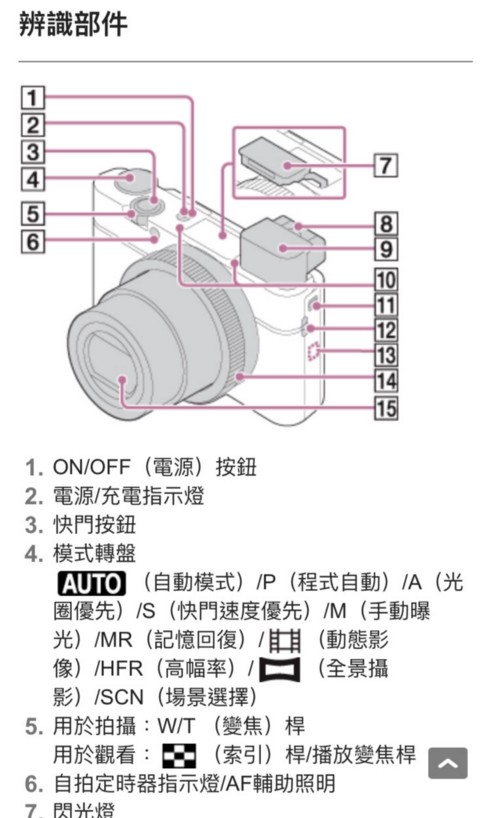 辨識部件
1
2
3
4
5
6
7
8
9
10
11
12
13
14
15
1. ON/OFF（電源）按鈕
2. 電源/充電指示燈
3. 快門按鈕
4. 模式轉盤
AUTO（自動模式）/P（程式自動）/A（光
圈優先）/S（快門速度優先）/M（手動曝
光）/MR（記憶回復）/（動態影
像）/HFR（高幅率）/（全景攝
影）/SCN（場景選擇）
5. 用於拍攝：W/T （變焦）桿
用於觀看：（索引）桿/播放變焦桿
6. 自拍定時器指示燈/AF輔助照明
7. 閃光燈